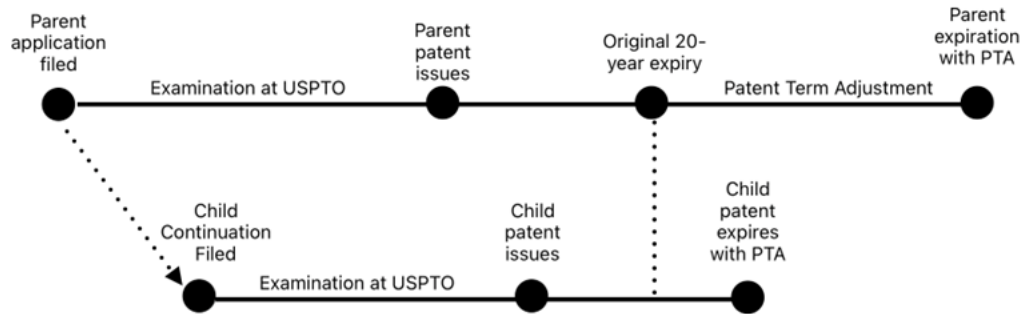 Parent
application
filed
Parent
patent
issues
Original 20-
year expiry
Parent
expiration
with PTA
Examination at USPTO
Patent Term Adjustment
Child
Continuation
Filed
Child
patent
issues
Child
patent
expires
with PTA
Examination at USPTO